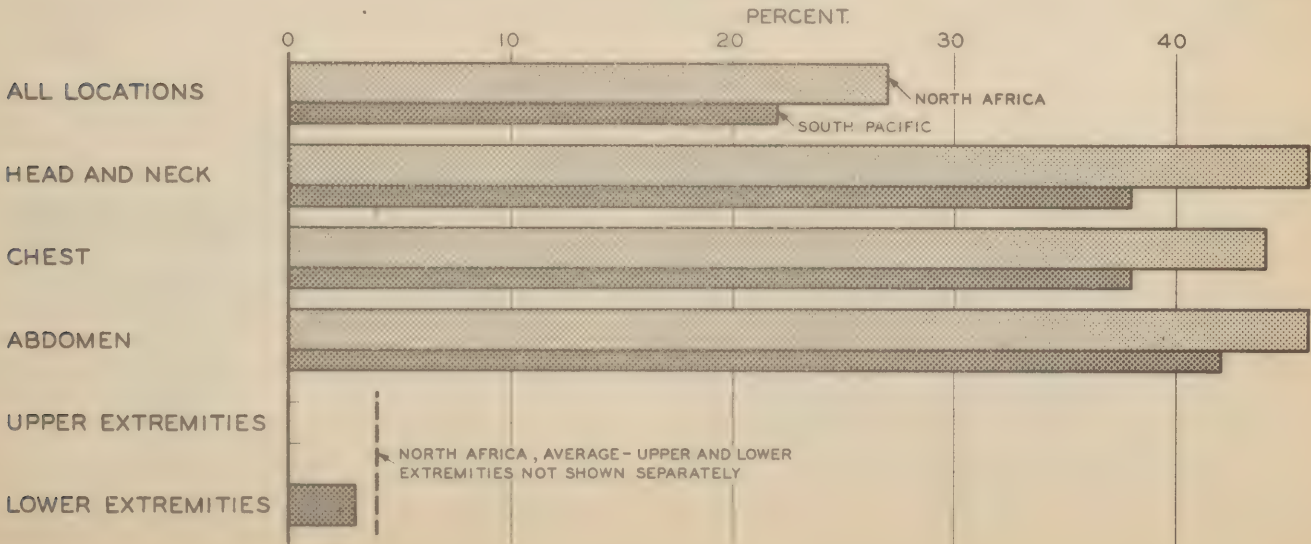 PERCENT.
0 10 20 30 40
ALL LOCATIONS
NORTH AFRICA
SOUTH PACIFIC
HEAD AND NECK
CHEST
ABDOMEN
UPPER EXTREMITIES
NORTH AFRICA, AVERAGE - UPPER AND LOWER
EXTREMITIES NOT SHOWN SEPARATELY
LOWER EXTREMITIES